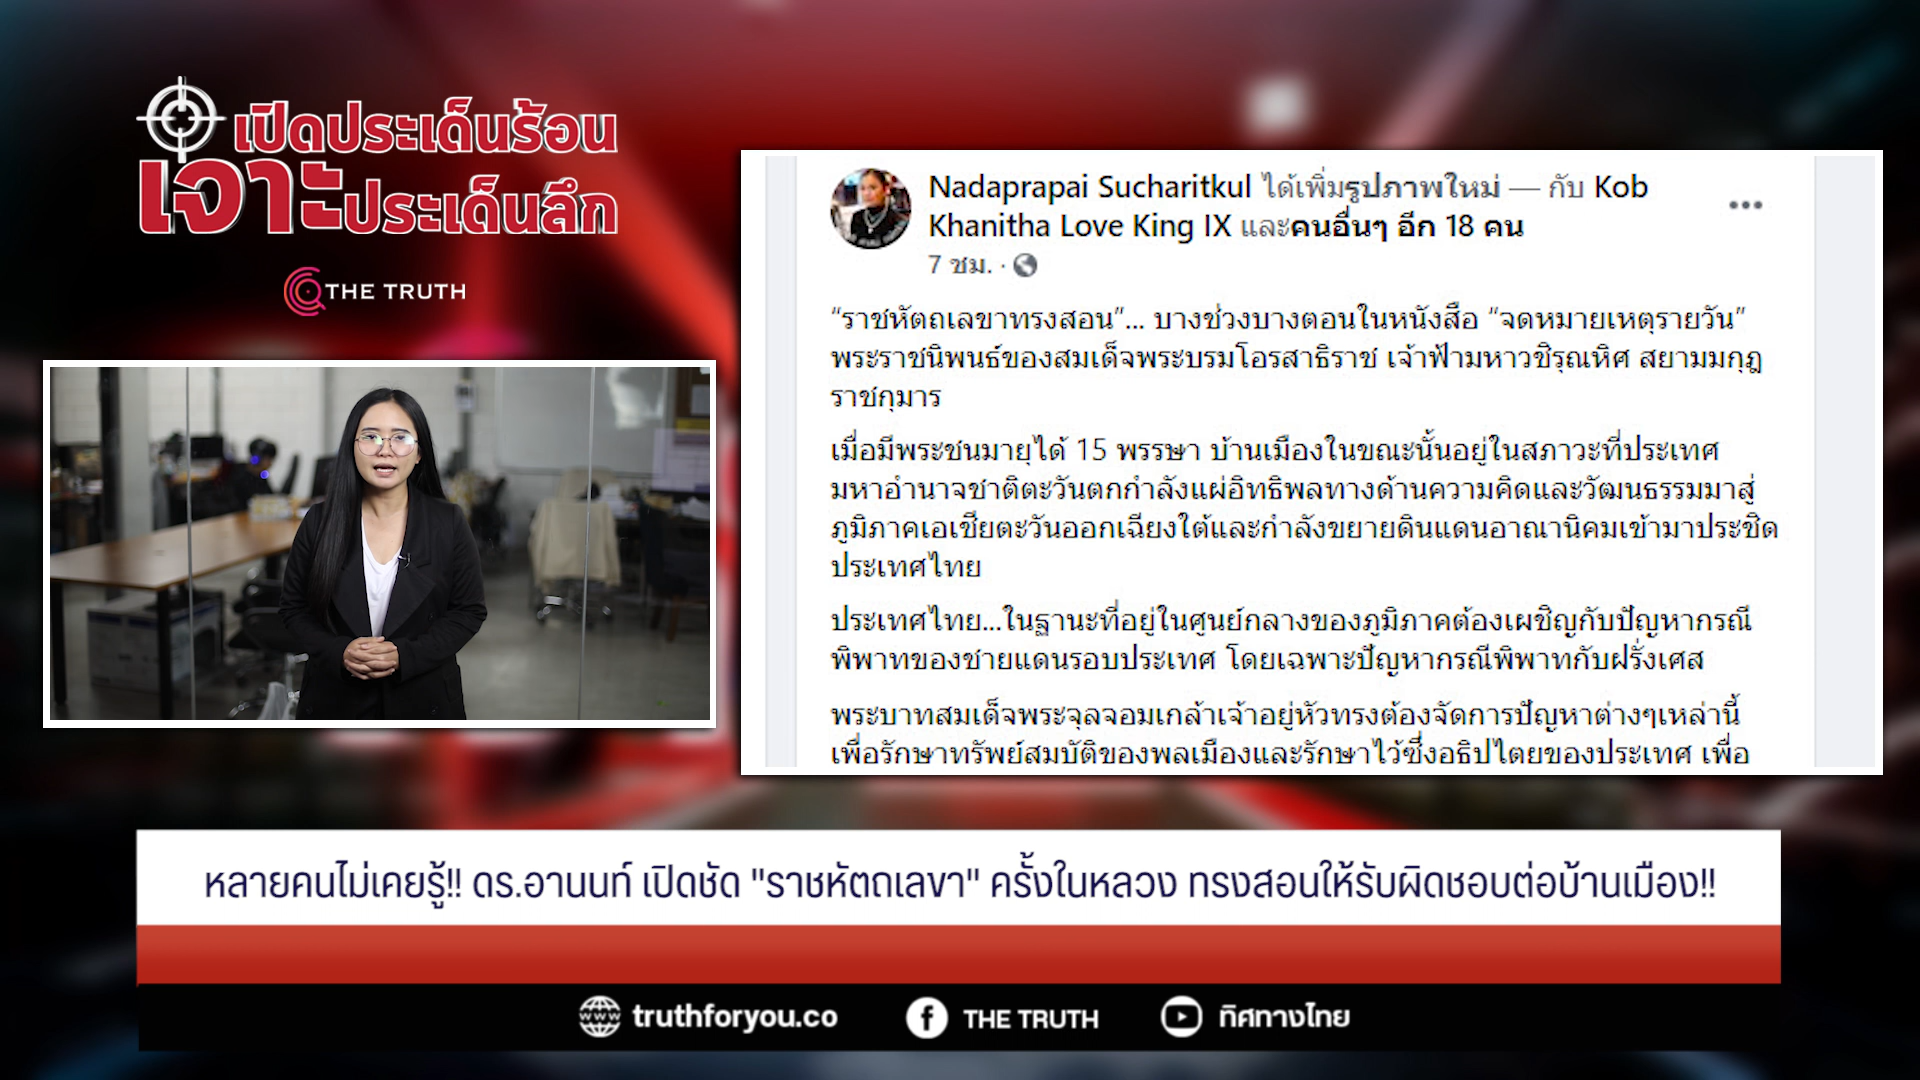 เปิดประเด็นร้อน
เจาะประเด็นลึก
THE TRUTH
Nadaprapai Sucharitkul ได้เพิ่มรูปภาพใหม่ — กับ Kob
Khanitha Love King IX และคนอื่นๆ อีก 18 คน
7 ชม. ·
“ราชหัตถเลขาทรงสอน”... บางช่วงบางตอนในหนังสือ “จดหมายเหตุรายวัน”
พระราชนิพนธ์ของสมเด็จพระบรมโอรสาธิราช เจ้าฟ้ามหาวชิรุณหิศ สยามมกุฎ
ราชกุมาร
เมื่อมีพระชนมายุได้ 15 พรรษา บ้านเมืองในขณะนั้นอยู่ในสภาวะที่ประเทศ
มหาอำนาจชาติตะวันตกกำลังแผ่อิทธิพลทางด้านความคิดและวัฒนธรรมมาสู่
ภูมิภาคเอเชียตะวันออกเฉียงใต้และกำลังขยายดินแดนอาณานิคมเข้ามาประชิด
ประเทศไทย
ประเทศไทย...ในฐานะที่อยู่ในศูนย์กลางของภูมิภาคต้องเผชิญกับปัญหากรณี
พิพาทของชายแดนรอบประเทศ โดยเฉพาะปัญหากรณีพิพาทกับฝรั่งเศส
พระบาทสมเด็จพระจุลจอมเกล้าเจ้าอยู่หัวทรงต้องจัดการปัญหาต่างๆเหล่านี้
เพื่อรักษาทรัพย์สมบัติของพลเมืองและรักษาไว้ซึ่งอธิปไตยของประเทศ เพื่อ
หลายคนไม่เคยรู้!! ดร.อานนท์ เปิดชัด "ราชหัตถเลขา" ครั้งในหลวง ทรงสอนให้รับผิดชอบต่อบ้านเมือง!!
www truthforyou.co
THE TRUTH
ทิศทางไทย